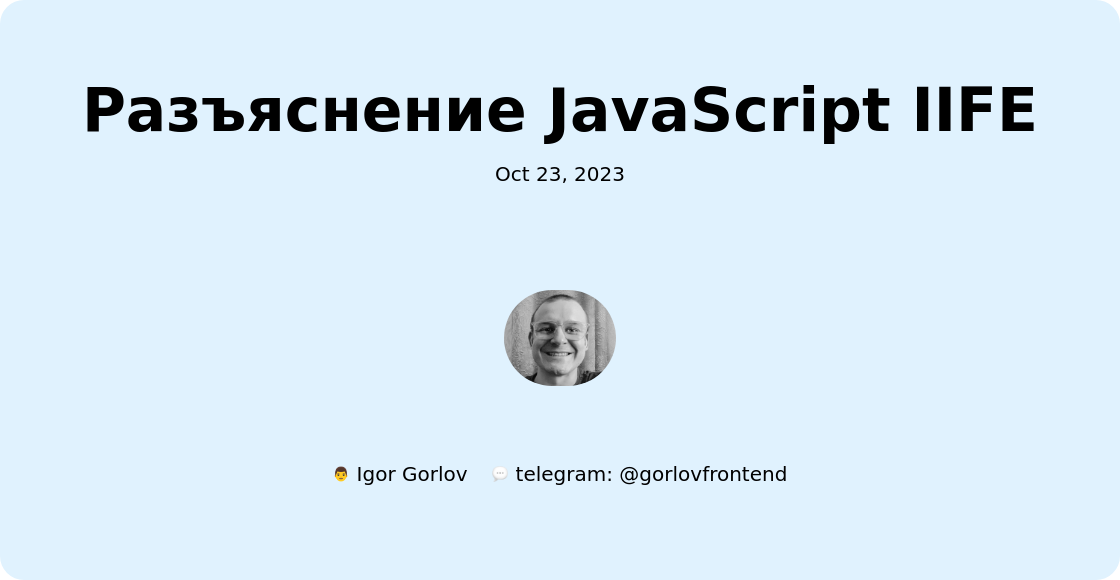 Разъяснение JavaScript IIFE
Oct 23, 2023
Igor Gorlov telegram: @gorlovfrontend